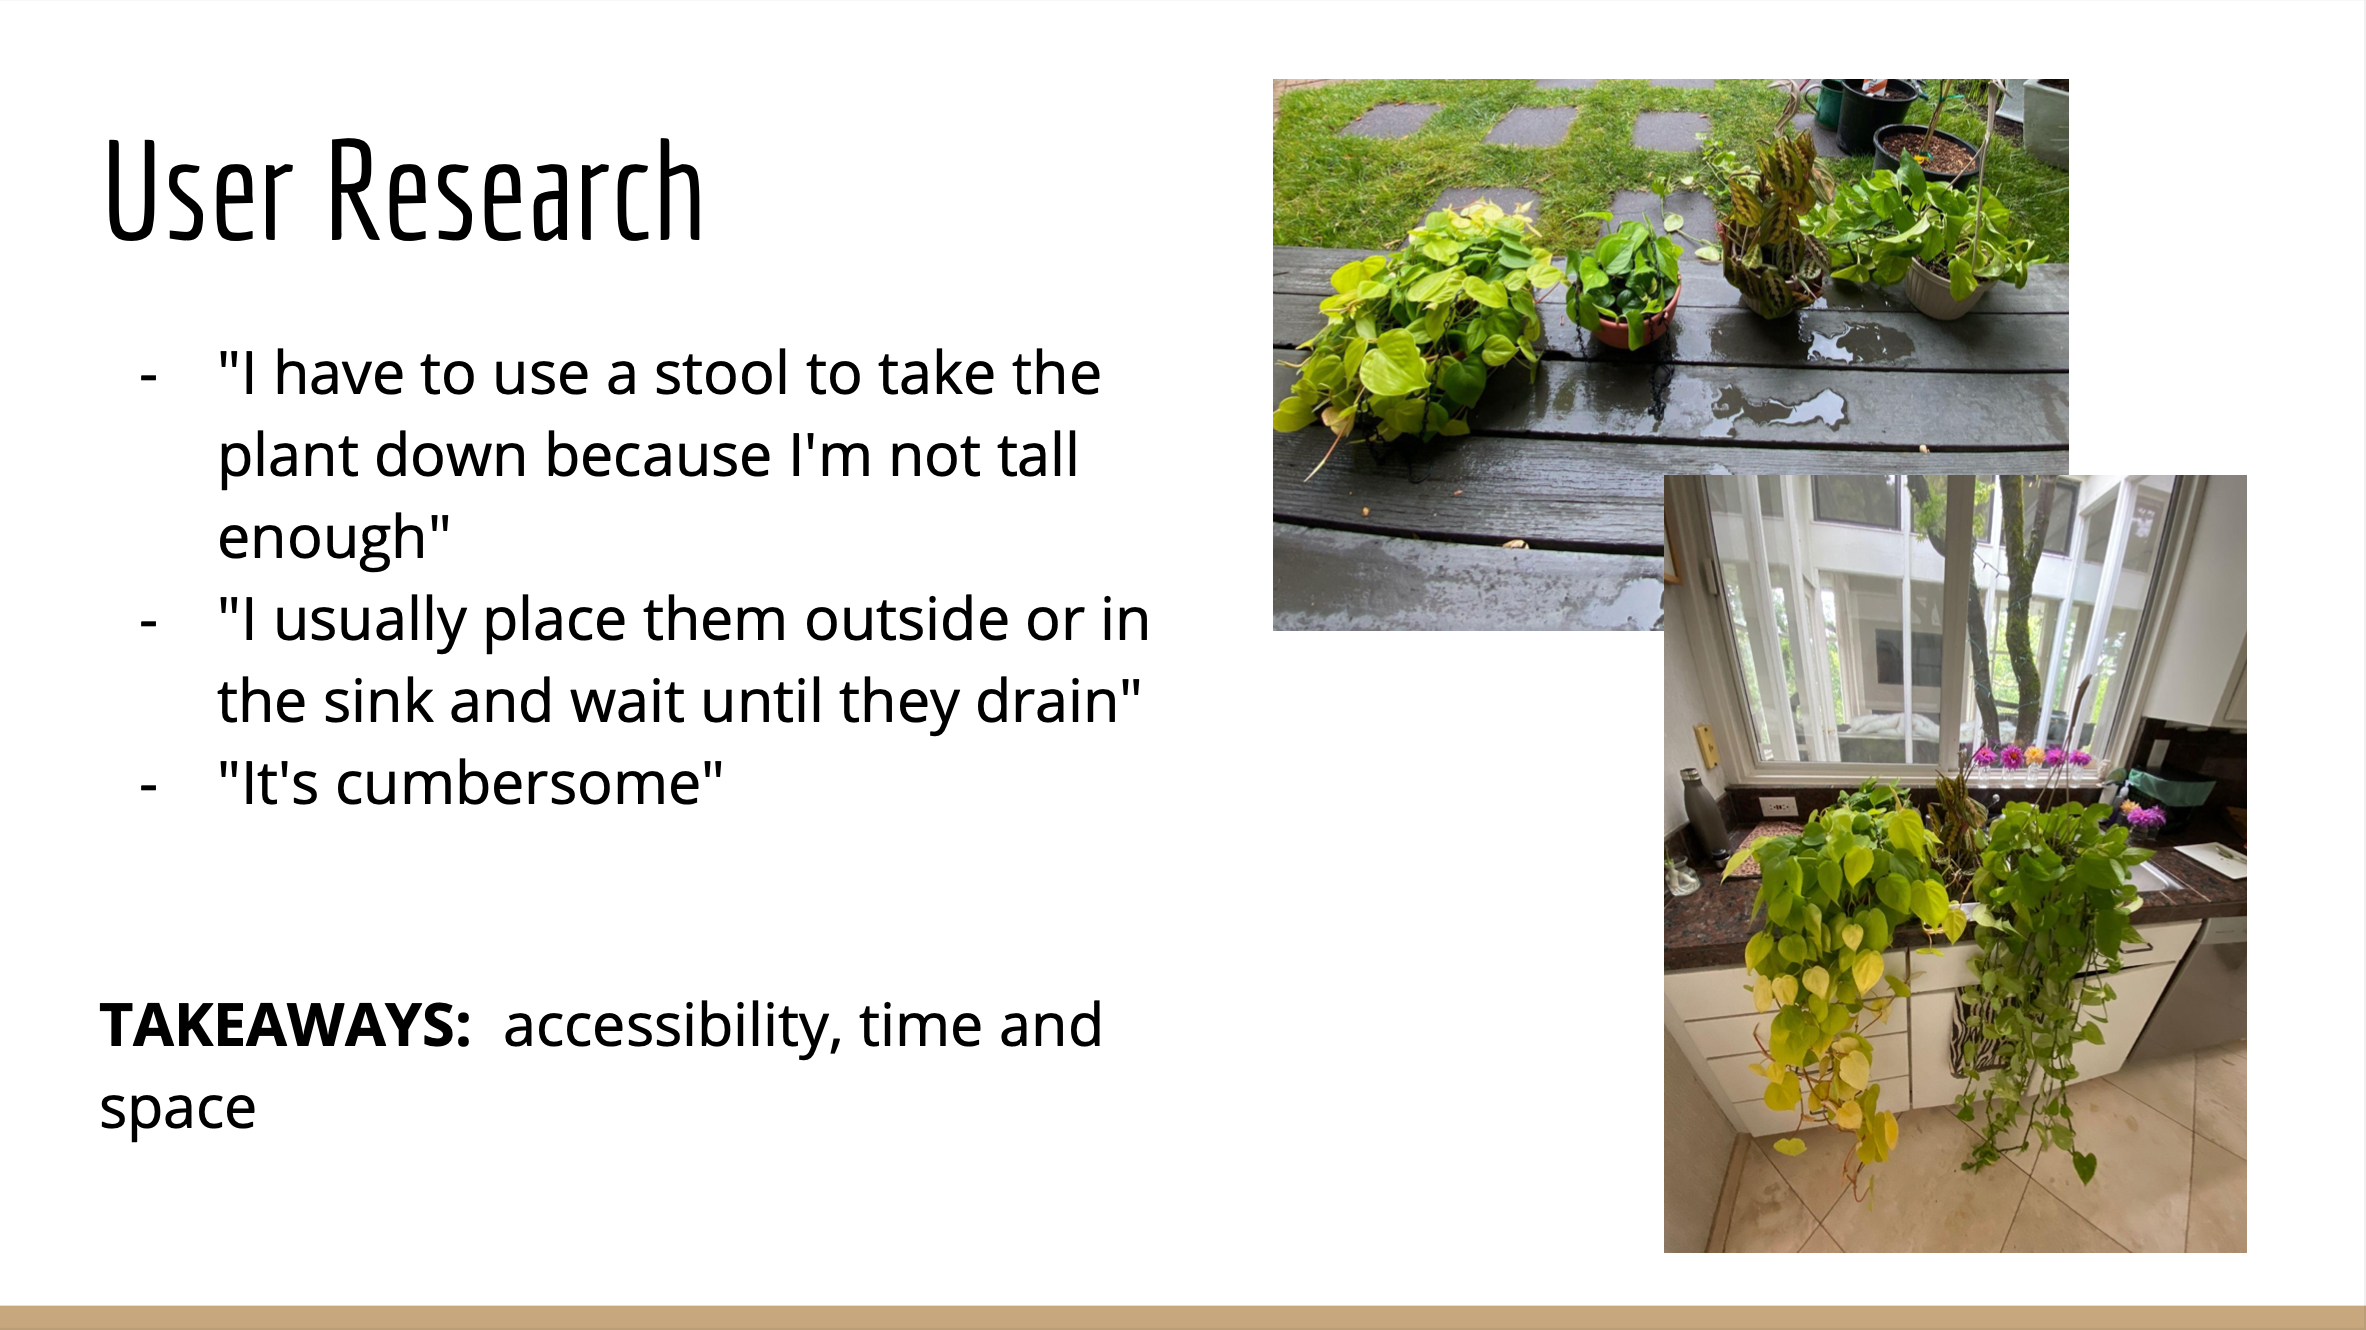 User Research
- "I have to use a stool to take the
plant down because I'm not tall
enough"
- "I usually place them outside or in
the sink and wait until they drain"
- "It's cumbersome"
TAKEAWAYS:  accessibility, time and
space